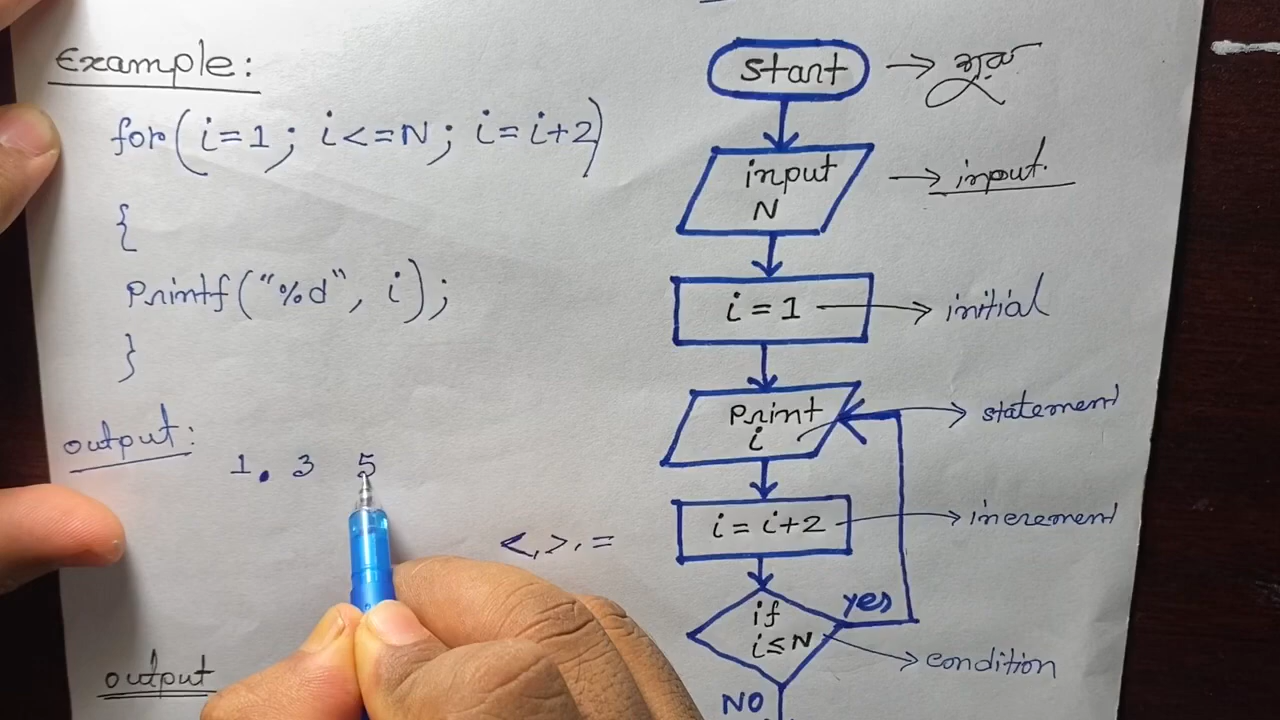 Example:
for(i=1; i<=N; i=i+2)
{
Printf("%d", i);
}
output:
1. 3 5
<,>,=
output
start → শুরু
input
N
→ input.
i = 1 → initial
Print
i
→ statement
i = i+2 → increment
if
i≤N
yes
→ condition
NO